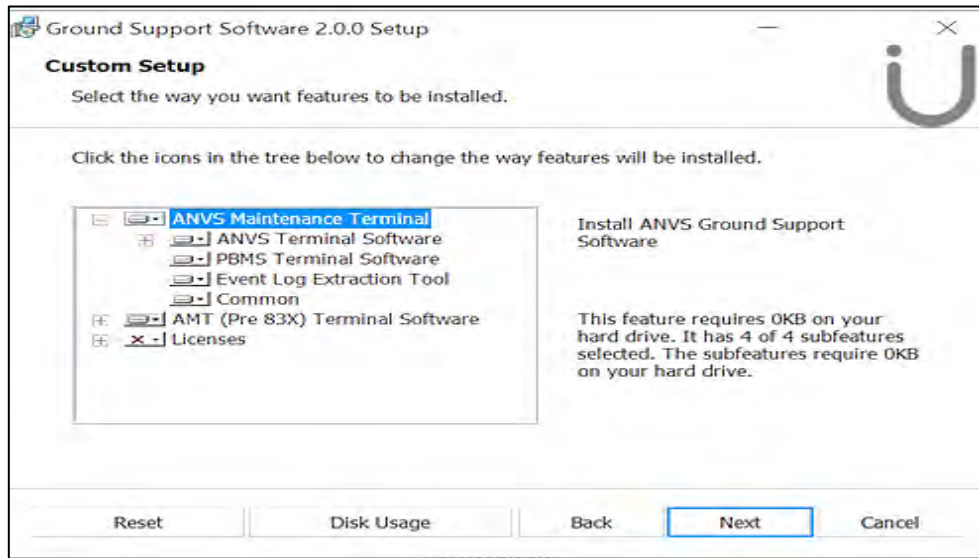 Ground Support Software 2.0.0 Setup
Custom Setup
Select the way you want features to be installed.
Click the icons in the tree below to change the way features will be installed.
ANVS Maintenance Terminal
ANVS Terminal Software
PBMS Terminal Software
Event Log Extraction Tool
Common
AMT (Pre 83X) Terminal Software
Licenses
Install ANVS Ground Support
Software
This feature requires 0KB on your
hard drive. It has 4 of 4 subfeatures
selected. The subfeatures require 0KB
on your hard drive.
Reset
Disk Usage
Back
Next
Cancel